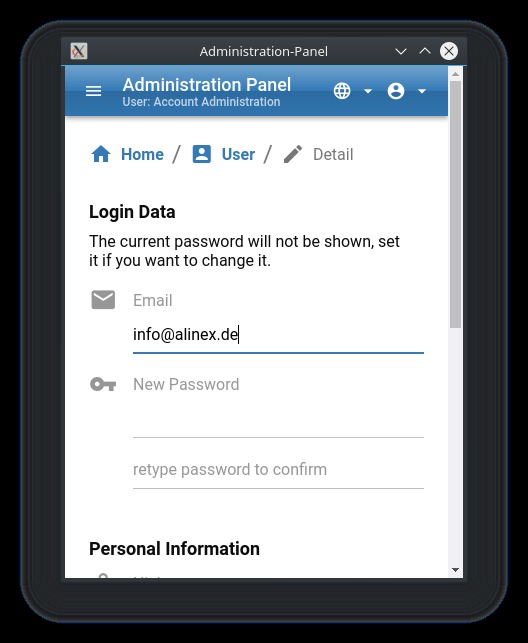 Administration-Panel
Administration Panel
User: Account Administration
Home / User / Detail
Login Data
The current password will not be shown, set
it if you want to change it.
Email
info@alinex.de
New Password
retype password to confirm
Personal Information